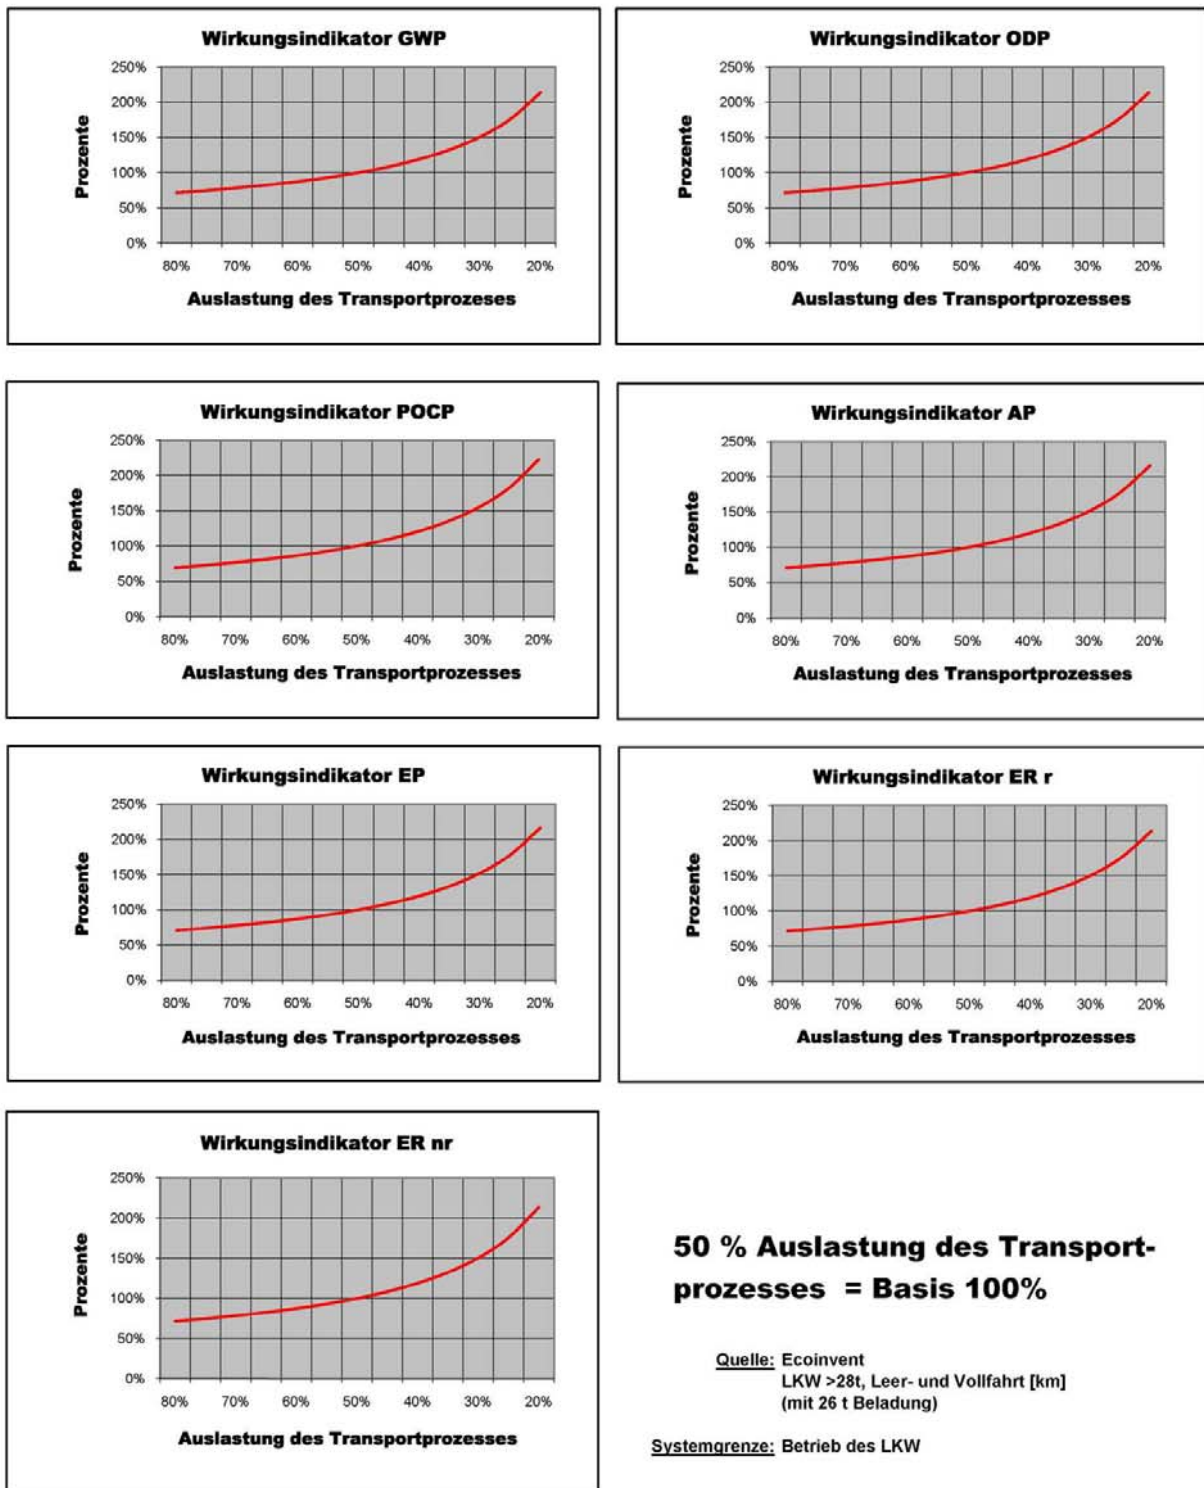 Wirkungsindikator GWP
250%
200%
150%
100%
50%
0%
Prozente
80% 70% 60% 50% 40% 30% 20%
Auslastung des Transportprozeses
Wirkungsindikator ODP
250%
200%
150%
100%
50%
0%
Prozente
80% 70% 60% 50% 40% 30% 20%
Auslastung des Transportprozesses
Wirkungsindikator POCP
250%
200%
150%
100%
50%
0%
Prozente
80% 70% 60% 50% 40% 30% 20%
Auslastung des Transportprozesses
Wirkungsindikator AP
250%
200%
150%
100%
50%
0%
Prozente
80% 70% 60% 50% 40% 30% 20%
Auslastung des Transportprozesses
Wirkungsindikator EP
250%
200%
150%
100%
50%
0%
Prozente
80% 70% 60% 50% 40% 30% 20%
Auslastung des Transportprozesses
Wirkungsindikator ER r
250%
200%
150%
100%
50%
0%
Prozente
80% 70% 60% 50% 40% 30% 20%
Auslastung des Transportprozesses
Wirkungsindikator ER nr
250%
200%
150%
100%
50%
0%
Prozente
80% 70% 60% 50% 40% 30% 20%
Auslastung des Transportprozesses
50 % Auslastung des Transport-
prozesses = Basis 100%
Quelle: Ecoinvent
LKW >28t, Leer- und Vollfahrt [km]
(mit 26 t Beladung)
Systemgrenze: Betrieb des LKW